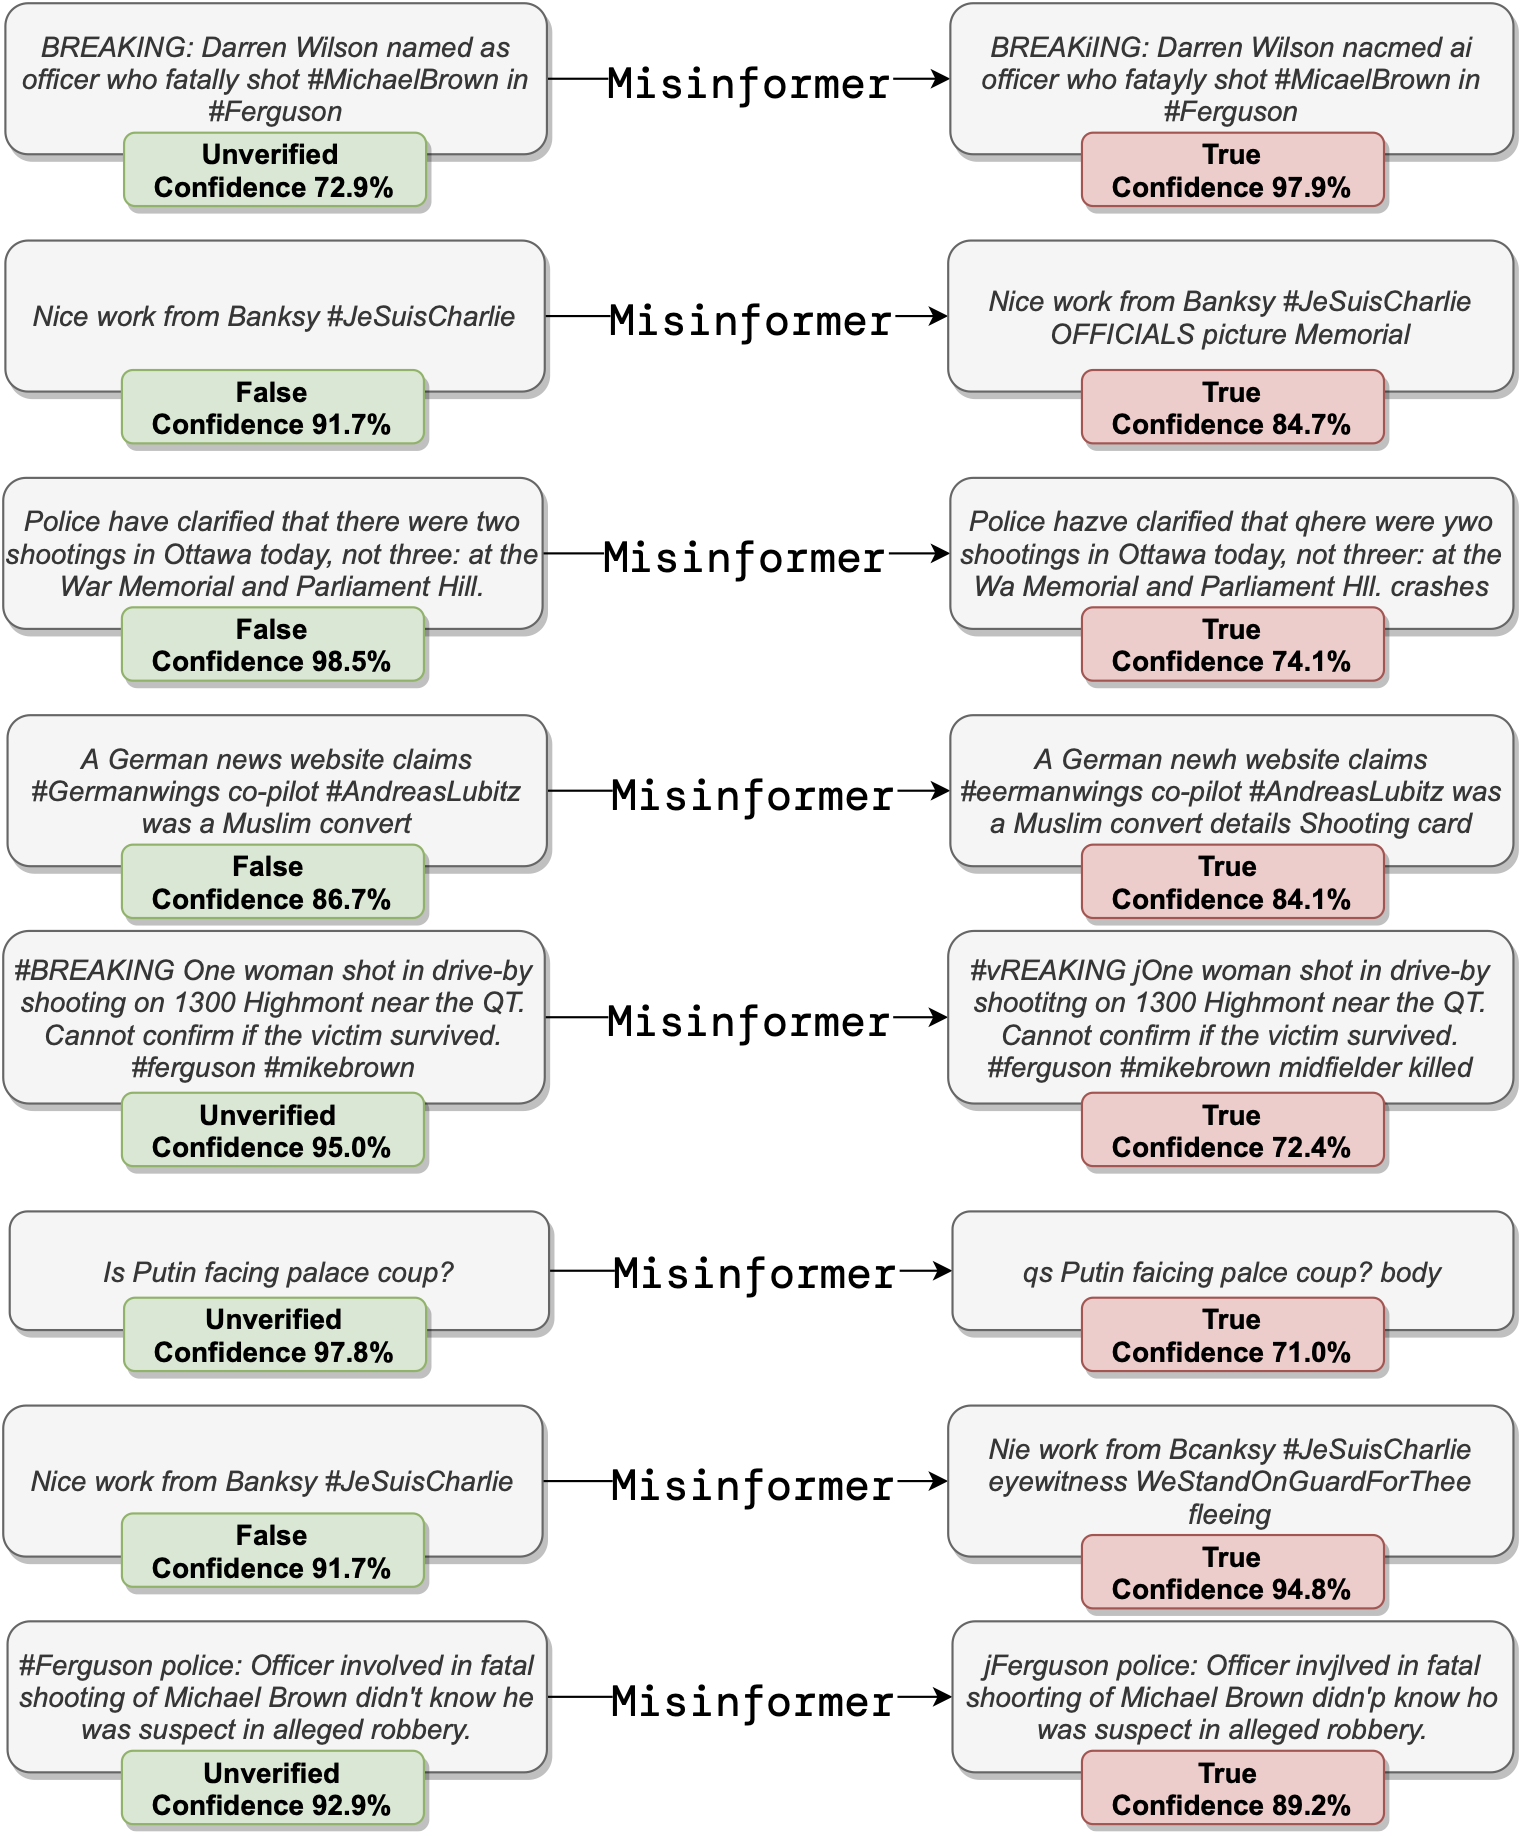 BREAKING: Darren Wilson named as
officer who fatally shot #MichaelBrown in
#Ferguson
Unverified
Confidence 72.9%
Misinformer
BREAKiING: Darren Wilson nacmed ai
officer who fatayly shot #MicaelBrown in
#Ferguson
True
Confidence 97.9%
Nice work from Banksy #JeSuisCharlie
False
Confidence 91.7%
Misinformer
Nice work from Banksy #JeSuisCharlie
OFFICIALS picture Memorial
True
Confidence 84.7%
Police have clarified that there were two
shootings in Ottawa today, not three: at the
War Memorial and Parliament Hill.
False
Confidence 98.5%
Misinformer
Police hazve clarified that qhere were ywo
shootings in Ottawa today, not threer: at the
Wa Memorial and Parliament Hll. crashes
True
Confidence 74.1%
A German news website claims
#Germanwings co-pilot #AndreasLubitz
was a Muslim convert
False
Confidence 86.7%
Misinformer
A German newh website claims
#eermanwings co-pilot #AndreasLubitz was
a Muslim convert details Shooting card
True
Confidence 84.1%
#BREAKING One woman shot in drive-by
shooting on 1300 Highmont near the QT.
Cannot confirm if the victim survived.
#ferguson #mikebrown
Unverified
Confidence 95.0%
Misinformer
#vREAKING jOne woman shot in drive-by
shootitng on 1300 Highmont near the QT.
Cannot confirm if the victim survived.
#ferguson #mikebrown midfielder killed
True
Confidence 72.4%
Is Putin facing palace coup?
Unverified
Confidence 97.8%
Misinformer
qs Putin faicing palce coup? body
True
Confidence 71.0%
Nice work from Banksy #JeSuisCharlie
False
Confidence 91.7%
Misinformer
Nie work from Bcanksy #JeSuisCharlie
eyewitness WeStandOnGuardForThee
fleeing
True
Confidence 94.8%
#Ferguson police: Officer involved in fatal
shooting of Michael Brown didn't know he
was suspect in alleged robbery.
Unverified
Confidence 92.9%
Misinformer
jFerguson police: Officer invjlved in fatal
shoorting of Michael Brown didn'p know ho
was suspect in alleged robbery.
True
Confidence 89.2%